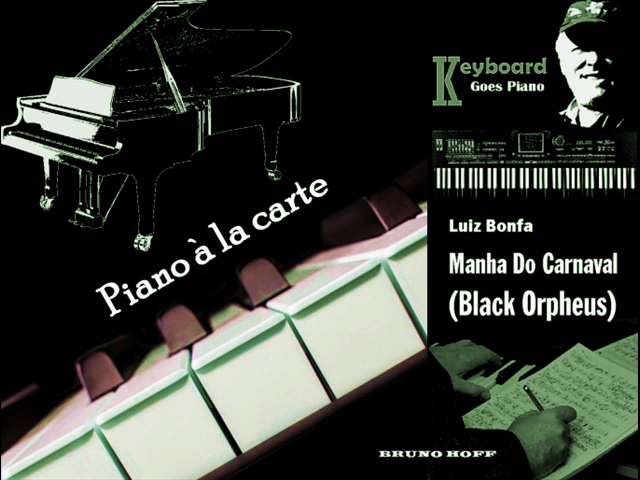 Keyboard
Goes Piano
Piano à la carte
Luiz Bonfa
Manha Do Carnaval
(Black Orpheus)
BRUNO HOFF